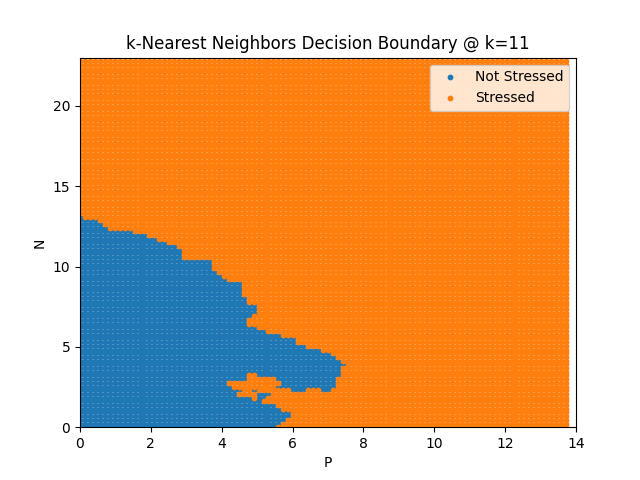 k-Nearest Neighbors Decision Boundary @ k=11
Not Stressed
Stressed
20
15
10
5
0
N
0 2 4 6 8 10 12 14
P